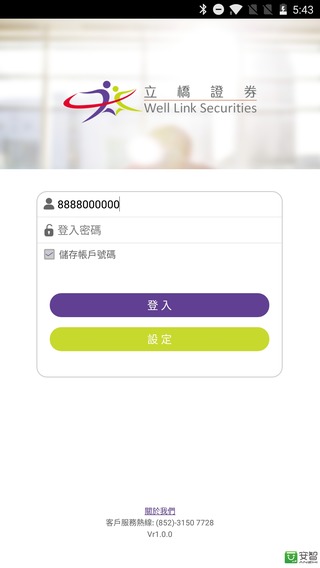 5:43
立橋證券
Well Link Securities
8888000000
登入密碼
儲存帳戶號碼
登入
設定
關於我們
客戶服務熱線: (852)-3150 7728
Vr1.0.0
安智